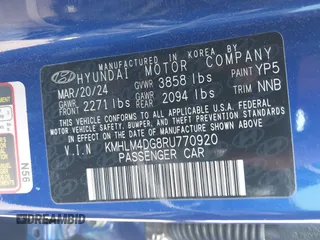 MANUFACTURED IN KOREA BY
HYUNDAI MOTOR COMPANY
MAR/20/24 GVWR 3858 lbs PAINT YP5
GAWR FRT 2271 lbs GAWR RR 2094 lbs TRIM NNB
THIS VEHICLE CONFORMS TO ALL APPLICABLE
U.S. FEDERAL MOTOR VEHICLE SAFETY,
BUMPER, AND THEFT PREVENTION STANDARDS
IN EFFECT ON THE DATE OF MANUFACTURE
SHOWN ABOVE.
V.I.N KMHLM4DG8RU770920
PASSENGER CAR
N56
DREAMBID